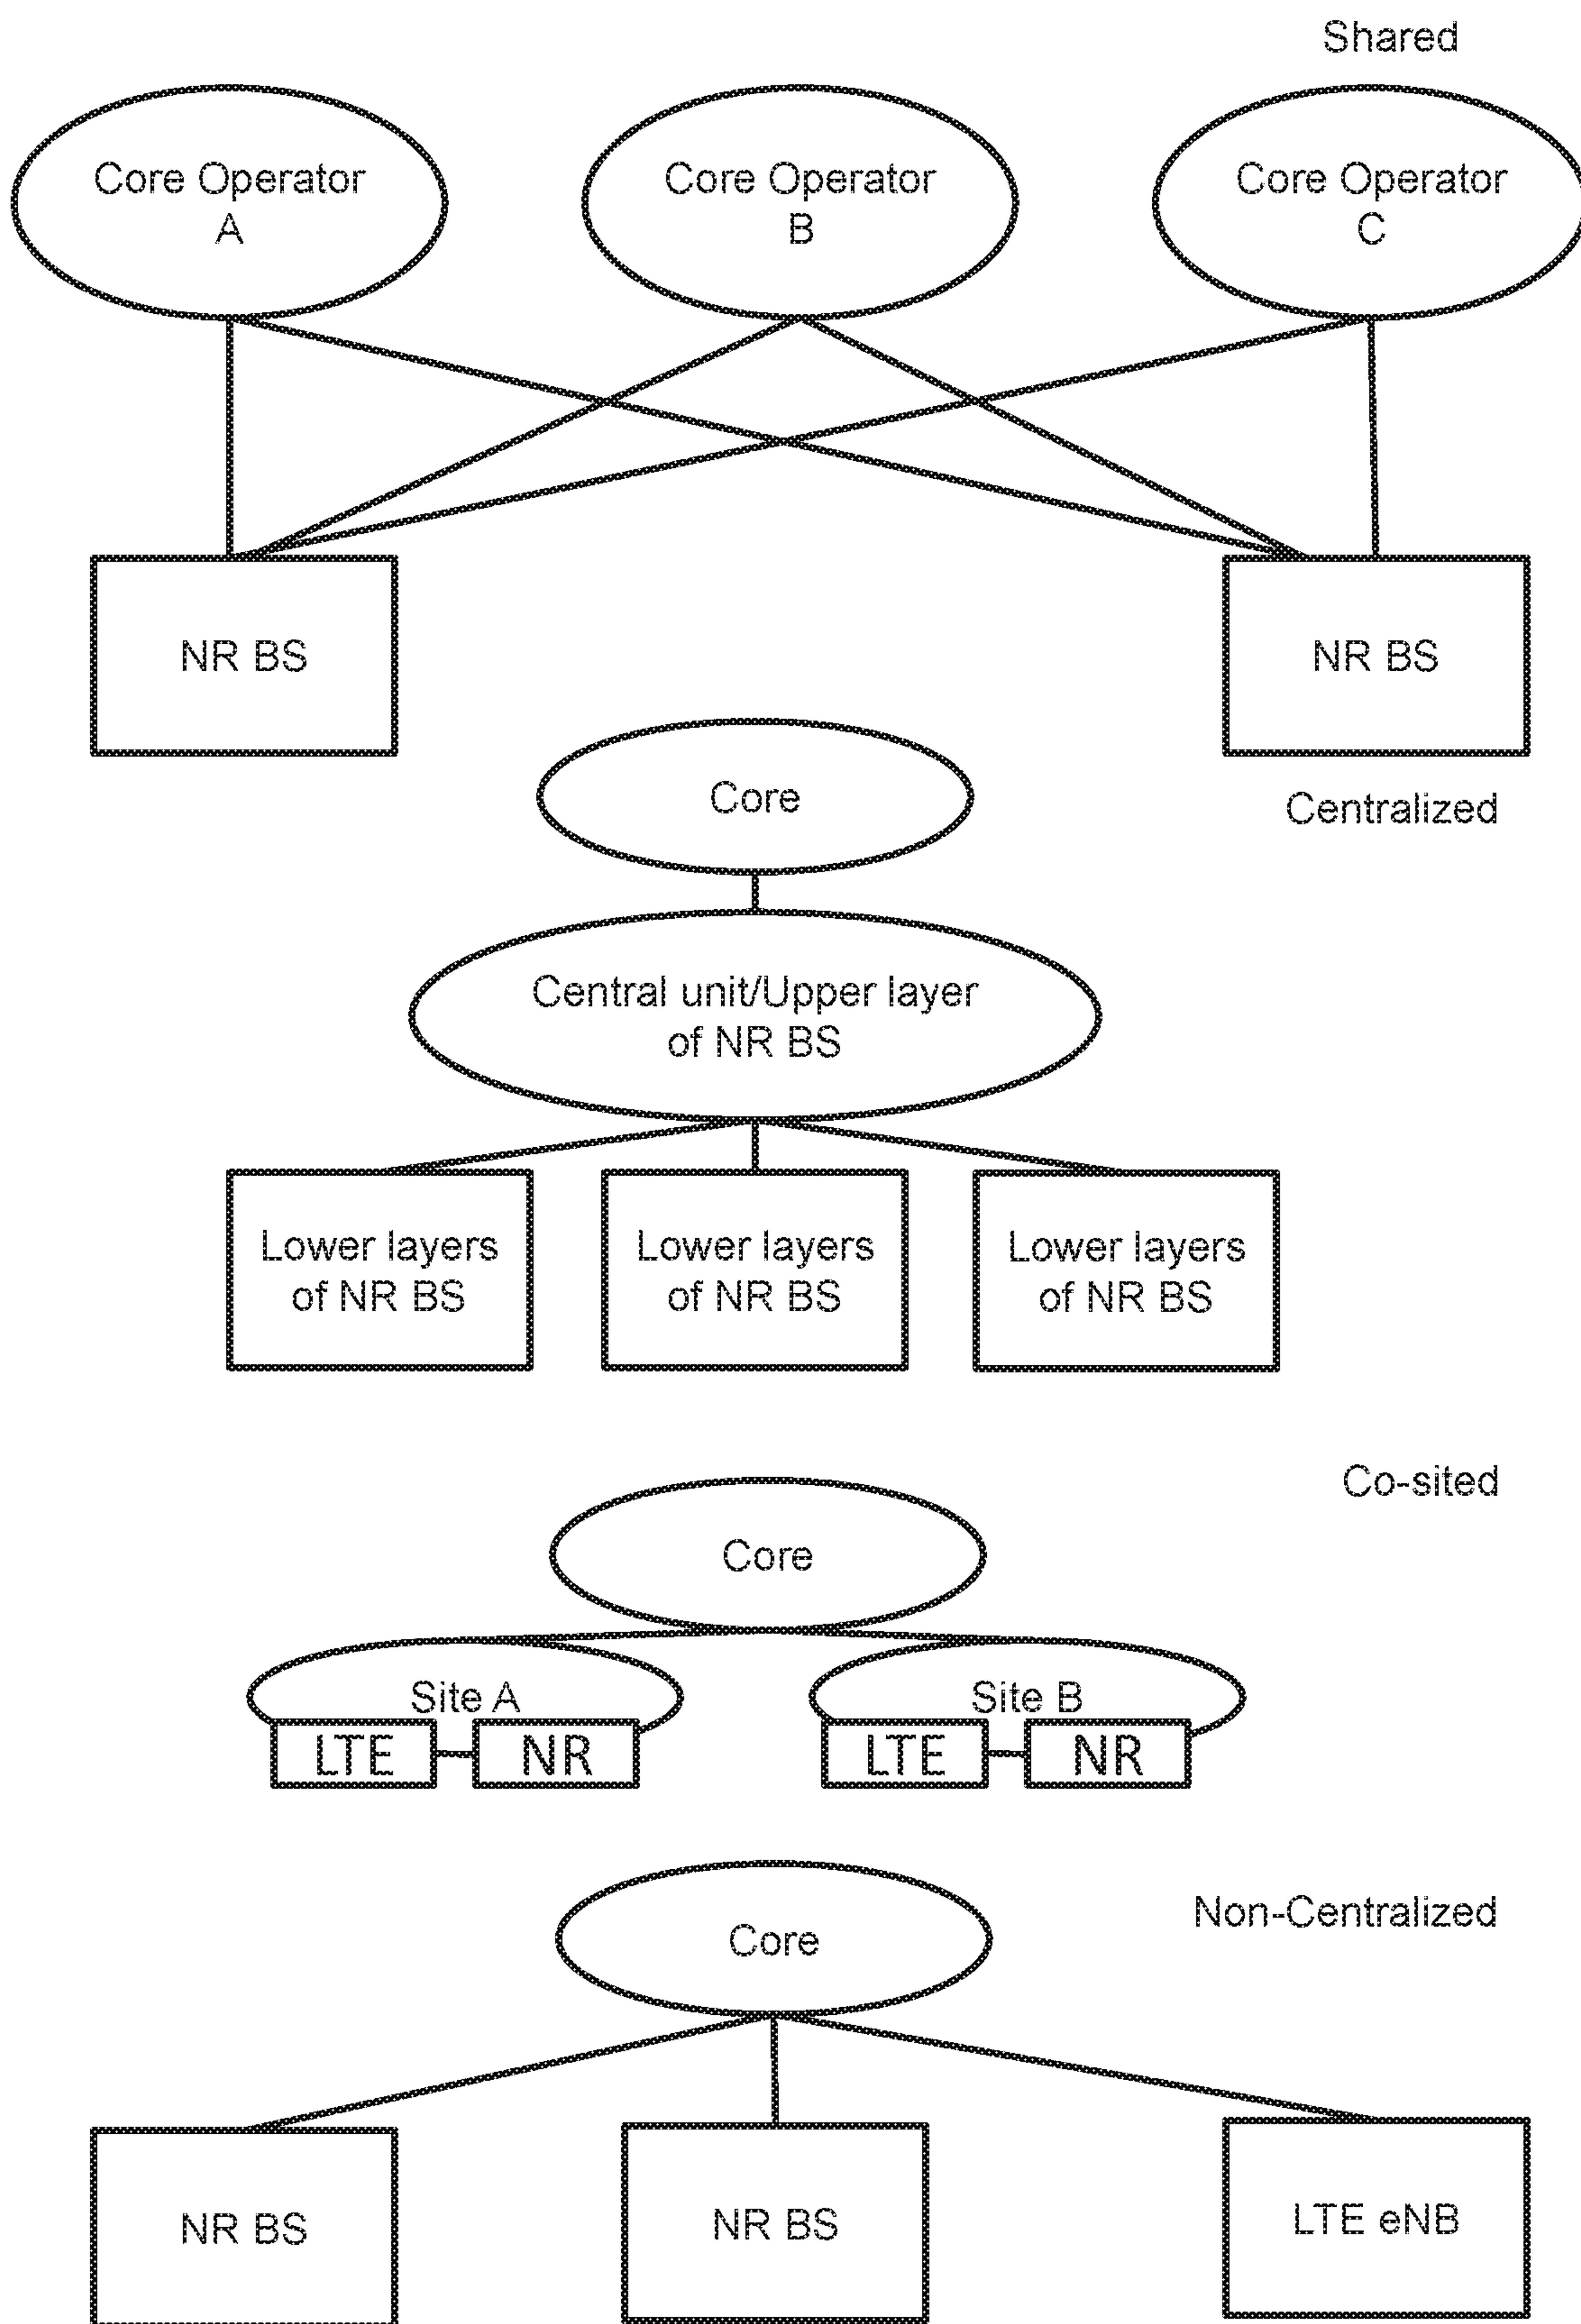 Shared
Core Operator
A
Core Operator
B
Core Operator
C
NR BS
NR BS
Core
Centralized
Central unit/Upper layer
of NR BS
Lower layers
of NR BS
Lower layers
of NR BS
Lower layers
of NR BS
Co-sited
Core
Site A
LTE
NR
Site B
LTE
NR
Non-Centralized
Core
NR BS
NR BS
LTE eNB